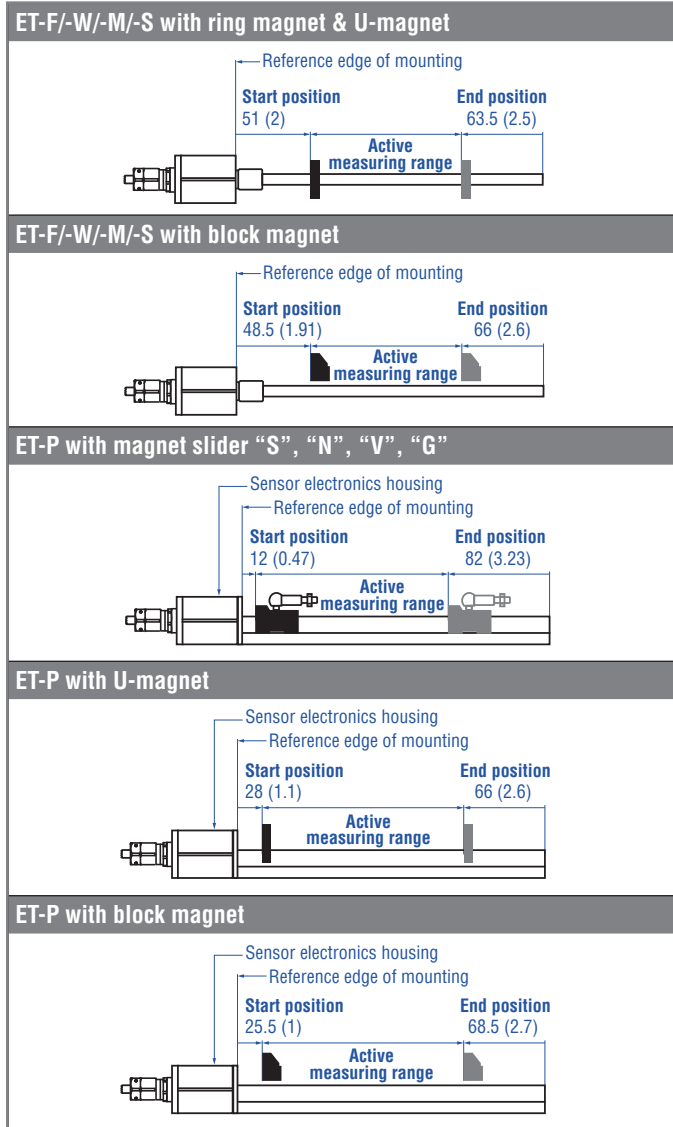 ET-F/-W/-M/-S with ring magnet & U-magnet
Reference edge of mounting
Start position
51 (2)
End position
63.5 (2.5)
Active
measuring range
ET-F/-W/-M/-S with block magnet
Reference edge of mounting
Start position
48.5 (1.91)
End position
66 (2.6)
Active
measuring range
ET-P with magnet slider “S”, “N”, “V”, “G”
Sensor electronics housing
Reference edge of mounting
Start position
12 (0.47)
End position
82 (3.23)
Active
measuring range
ET-P with U-magnet
Sensor electronics housing
Reference edge of mounting
Start position
28 (1.1)
End position
66 (2.6)
Active
measuring range
ET-P with block magnet
Sensor electronics housing
Reference edge of mounting
Start position
25.5 (1)
End position
68.5 (2.7)
Active
measuring range